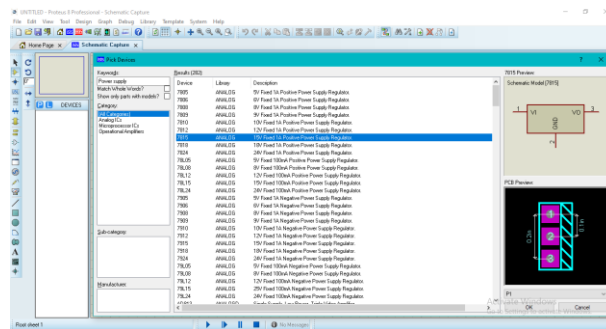 UNTITLED - Proteus 8 Professional - Schematic Capture
File Edit View Tool Design Graph Debug Library Template System Help
Home Page
Schematic Capture
Pick Devices
Keywords:
Power supply
Match Whole Words?
Show only parts with models?
Category:
(All Categories)
Analog ICs
Microprocessor ICs
Operational Amplifiers
Sub-category:
Manufacturer:
P L DEVICES
Results (282):
Device Library Description
7805 ANALOG 5V Fixed 1A Positive Power Supply Regulator.
7806 ANALOG 6V Fixed 1A Positive Power Supply Regulator.
7808 ANALOG 8V Fixed 1A Positive Power Supply Regulator.
7809 ANALOG 9V Fixed 1A Positive Power Supply Regulator.
7810 ANALOG 10V Fixed 1A Positive Power Supply Regulator.
7812 ANALOG 12V Fixed 1A Positive Power Supply Regulator.
7815 ANALOG 15V Fixed 1A Positive Power Supply Regulator.
7818 ANALOG 18V Fixed 1A Positive Power Supply Regulator.
7824 ANALOG 24V Fixed 1A Positive Power Supply Regulator.
78L05 ANALOG 5V Fixed 100mA Positive Power Supply Regulator.
78L08 ANALOG 8V Fixed 100mA Positive Power Supply Regulator.
78L12 ANALOG 12V Fixed 100mA Positive Power Supply Regulator.
78L15 ANALOG 15V Fixed 100mA Positive Power Supply Regulator.
78L24 ANALOG 24V Fixed 100mA Positive Power Supply Regulator.
7905 ANALOG 5V Fixed 1A Negative Power Supply Regulator.
7906 ANALOG 6V Fixed 1A Negative Power Supply Regulator.
7908 ANALOG 8V Fixed 1A Negative Power Supply Regulator.
7909 ANALOG 9V Fixed 1A Negative Power Supply Regulator.
7910 ANALOG 10V Fixed 1A Negative Power Supply Regulator.
7912 ANALOG 12V Fixed 1A Negative Power Supply Regulator.
7915 ANALOG 15V Fixed 1A Negative Power Supply Regulator.
7918 ANALOG 18V Fixed 1A Negative Power Supply Regulator.
7924 ANALOG 24V Fixed 1A Negative Power Supply Regulator.
79L05 ANALOG 5V Fixed 100mA Negative Power Supply Regulator.
79L08 ANALOG 8V Fixed 100mA Negative Power Supply Regulator.
79L12 ANALOG 12V Fixed 100mA Negative Power Supply Regulator.
79L15 ANALOG Fixed 100mA Negative Power Supply Regulator.
79L24 ANALOG 24V Fixed 100mA Negative Power Supply Regulator.
7815 Preview:
Schematic Model [7815]
1 VI VO 3
GND
2
PCB Preview:
1
2
3
0.2in
0.1in
P1
Activate Windows
OK Cancel
Root sheet 1
No Messages